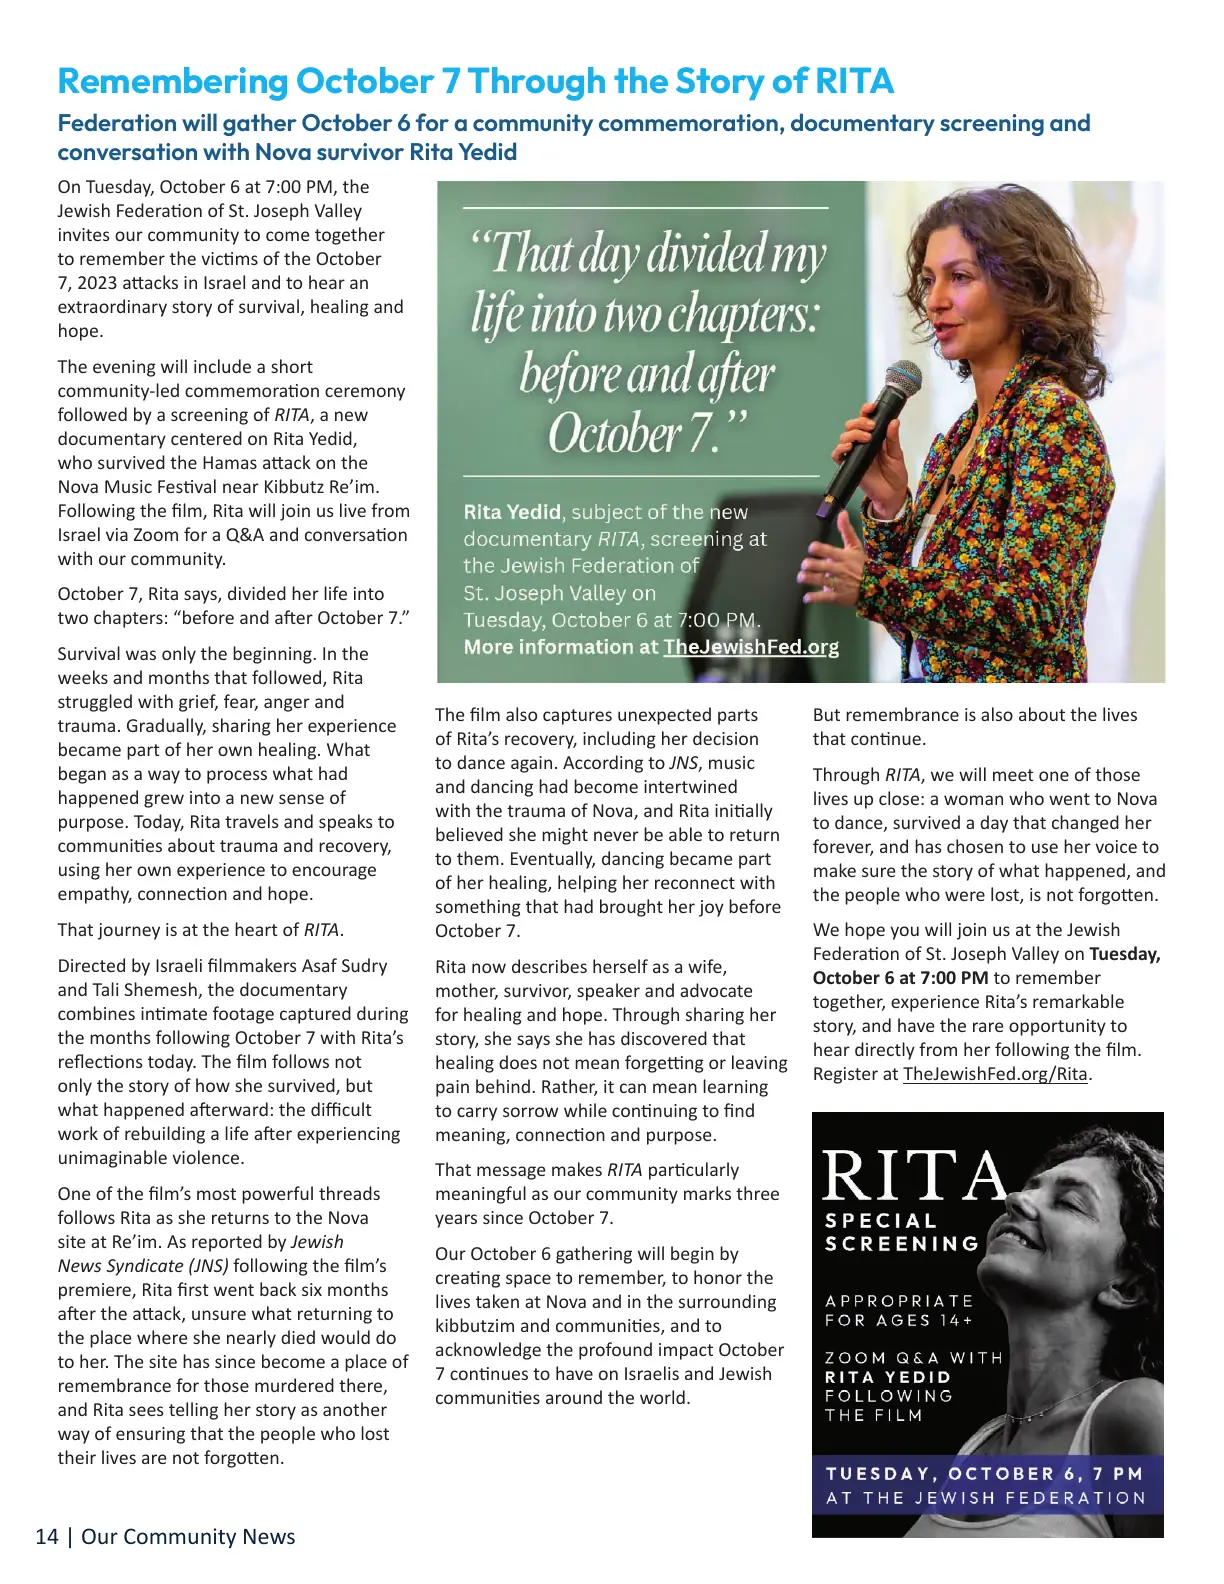 Remembering October 7 Through the Story of RITA
Federation will gather October 6 for a community commemoration, documentary screening and
conversation with Nova survivor Rita Yedid
On Tuesday, October 6 at 7:00 PM, the
Jewish Federation of St. Joseph Valley
invites our community to come together
to remember the victims of the October
7, 2023 attacks in Israel and to hear an
extraordinary story of survival, healing and
hope.
The evening will include a short
community-led commemoration ceremony
followed by a screening of RITA, a new
documentary centered on Rita Yedid,
who survived the Hamas attack on the
Nova Music Festival near Kibbutz Re’im.
Following the film, Rita will join us live from
Israel via Zoom for a Q&A and conversation
with our community.
October 7, Rita says, divided her life into
two chapters: “before and after October 7.”
Survival was only the beginning. In the
weeks and months that followed, Rita
struggled with grief, fear, anger and
trauma. Gradually, sharing her experience
became part of her own healing. What
began as a way to process what had
happened grew into a new sense of
purpose. Today, Rita travels and speaks to
communities about trauma and recovery,
using her own experience to encourage
empathy, connection and hope.
That journey is at the heart of RITA.
Directed by Israeli filmmakers Asaf Sudry
and Tali Shemesh, the documentary
combines intimate footage captured during
the months following October 7 with Rita’s
reflections today. The film follows not
only the story of how she survived, but
what happened afterward: the difficult
work of rebuilding a life after experiencing
unimaginable violence.
One of the film’s most powerful threads
follows Rita as she returns to the Nova
site at Re’im. As reported by Jewish
News Syndicate (JNS) following the film’s
premiere, Rita first went back six months
after the attack, unsure what returning to
the place where she nearly died would do
to her. The site has since become a place of
remembrance for those murdered there,
and Rita sees telling her story as another
way of ensuring that the people who lost
their lives are not forgotten.
“That day divided my
life into two chapters:
before and after
October 7.”
Rita Yedid, subject of the new
documentary RITA, screening at
the Jewish Federation of
St. Joseph Valley on
Tuesday, October 6 at 7:00 PM.
More information at TheJewishFed.org
The film also captures unexpected parts
of Rita’s recovery, including her decision
to dance again. According to JNS, music
and dancing had become intertwined
with the trauma of Nova, and Rita initially
believed she might never be able to return
to them. Eventually, dancing became part
of her healing, helping her reconnect with
something that had brought her joy before
October 7.
Rita now describes herself as a wife,
mother, survivor, speaker and advocate
for healing and hope. Through sharing her
story, she says she has discovered that
healing does not mean forgetting or leaving
pain behind. Rather, it can mean learning
to carry sorrow while continuing to find
meaning, connection and purpose.
That message makes RITA particularly
meaningful as our community marks three
years since October 7.
Our October 6 gathering will begin by
creating space to remember, to honor the
lives taken at Nova and in the surrounding
kibbutzim and communities, and to
acknowledge the profound impact October
7 continues to have on Israelis and Jewish
communities around the world.
But remembrance is also about the lives
that continue.
Through RITA, we will meet one of those
lives up close: a woman who went to Nova
to dance, survived a day that changed her
forever, and has chosen to use her voice to
make sure the story of what happened, and
the people who were lost, is not forgotten.
We hope you will join us at the Jewish
Federation of St. Joseph Valley on Tuesday,
October 6 at 7:00 PM to remember
together, experience Rita’s remarkable
story, and have the rare opportunity to
hear directly from her following the film.
Register at TheJewishFed.org/Rita.
RITA
SPECIAL
SCREENING
APPROPRIATE
FOR AGES 14+
ZOOM Q&A WITH
RITA YEDID
FOLLOWING
THE FILM
TUESDAY, OCTOBER 6, 7 PM
AT THE JEWISH FEDERATION
14 | Our Community News